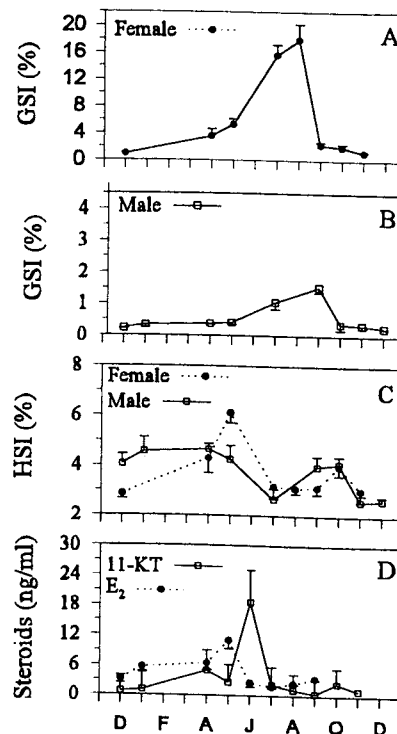 20
16
12
8
4
0
GSI (%)
Female
A
4
3
2
1
0
GSI (%)
Male
B
8
6
4
2
HSI (%)
Female
Male
C
30
24
18
12
6
0
Steroids (ng/ml)
11-KT
E₂
D
D F A J A O D